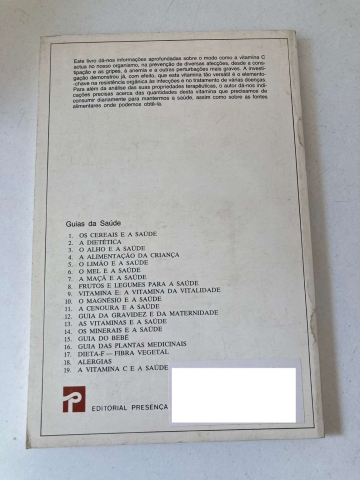 Este livro dá-nos informações aprofundadas sobre o modo como a vitamina C
actua no nosso organismo, na prevenção de diversas afecções, desde a cons-
tipação e as gripes, à anemia e a outras perturbações mais graves. A investi-
gação demonstrou já, com efeito, que esta vitamina tão versátil é o elemento-
-chave na resistência orgânica às infecções e no tratamento de várias doenças.
Para além da análise das suas propriedades terapêuticas, o autor dá-nos indi-
cações precisas acerca das quantidades desta vitamina que precisamos de
consumir diariamente para mantermos a saúde, assim como sobre as fontes
alimentares onde podemos obtê-la.
Guias da Saúde
1. OS CEREAIS E A SAÚDE
2. A DIETÉTICA
3. O ALHO E A SAÚDE
4. A ALIMENTAÇÃO DA CRIANÇA
5. O LIMÃO E A SAÚDE
6. O MEL E A SAÚDE
7. A MAÇÃ E A SAÚDE
8. FRUTOS E LEGUMES PARA A SAÚDE
9. VITAMINA E: A VITAMINA DA VITALIDADE
10. O MAGNÉSIO E A SAÚDE
11. A CENOURA E A SAÚDE
12. GUIA DA GRAVIDEZ E DA MATERNIDADE
13. AS VITAMINAS E A SAÚDE
14. OS MINERAIS E A SAÚDE
15. GUIA DO BEBÉ
16. GUIA DAS PLANTAS MEDICINAIS
17. DIETA-F — FIBRA VEGETAL
18. ALERGIAS
19. A VITAMINA C E A SAÚDE
EDITORIAL PRESENÇA